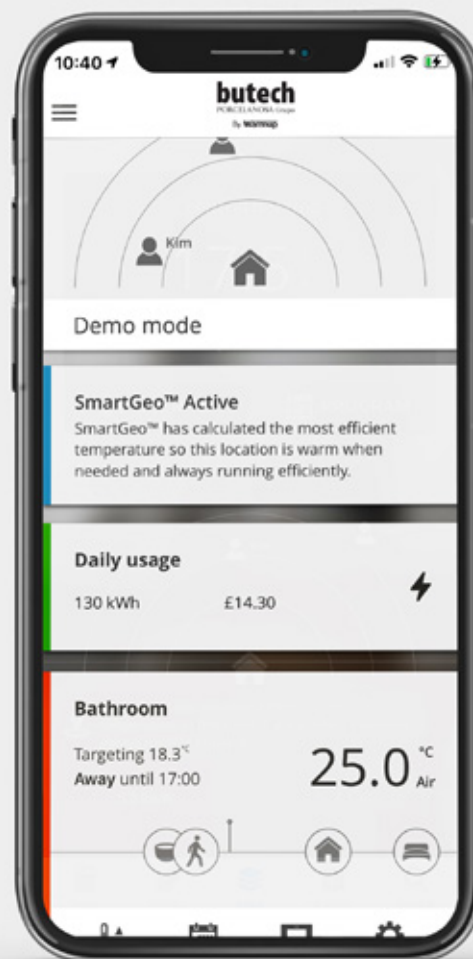 10:40
butech
PORCELANOSA Grupo
By warmup
Kim
Demo mode
SmartGeo™ Active
SmartGeo™ has calculated the most efficient
temperature so this location is warm when
needed and always running efficiently.
Daily usage
130 kWh £14.30
Bathroom
Targeting 18.3°C
Away until 17:00
25.0 °C
Air